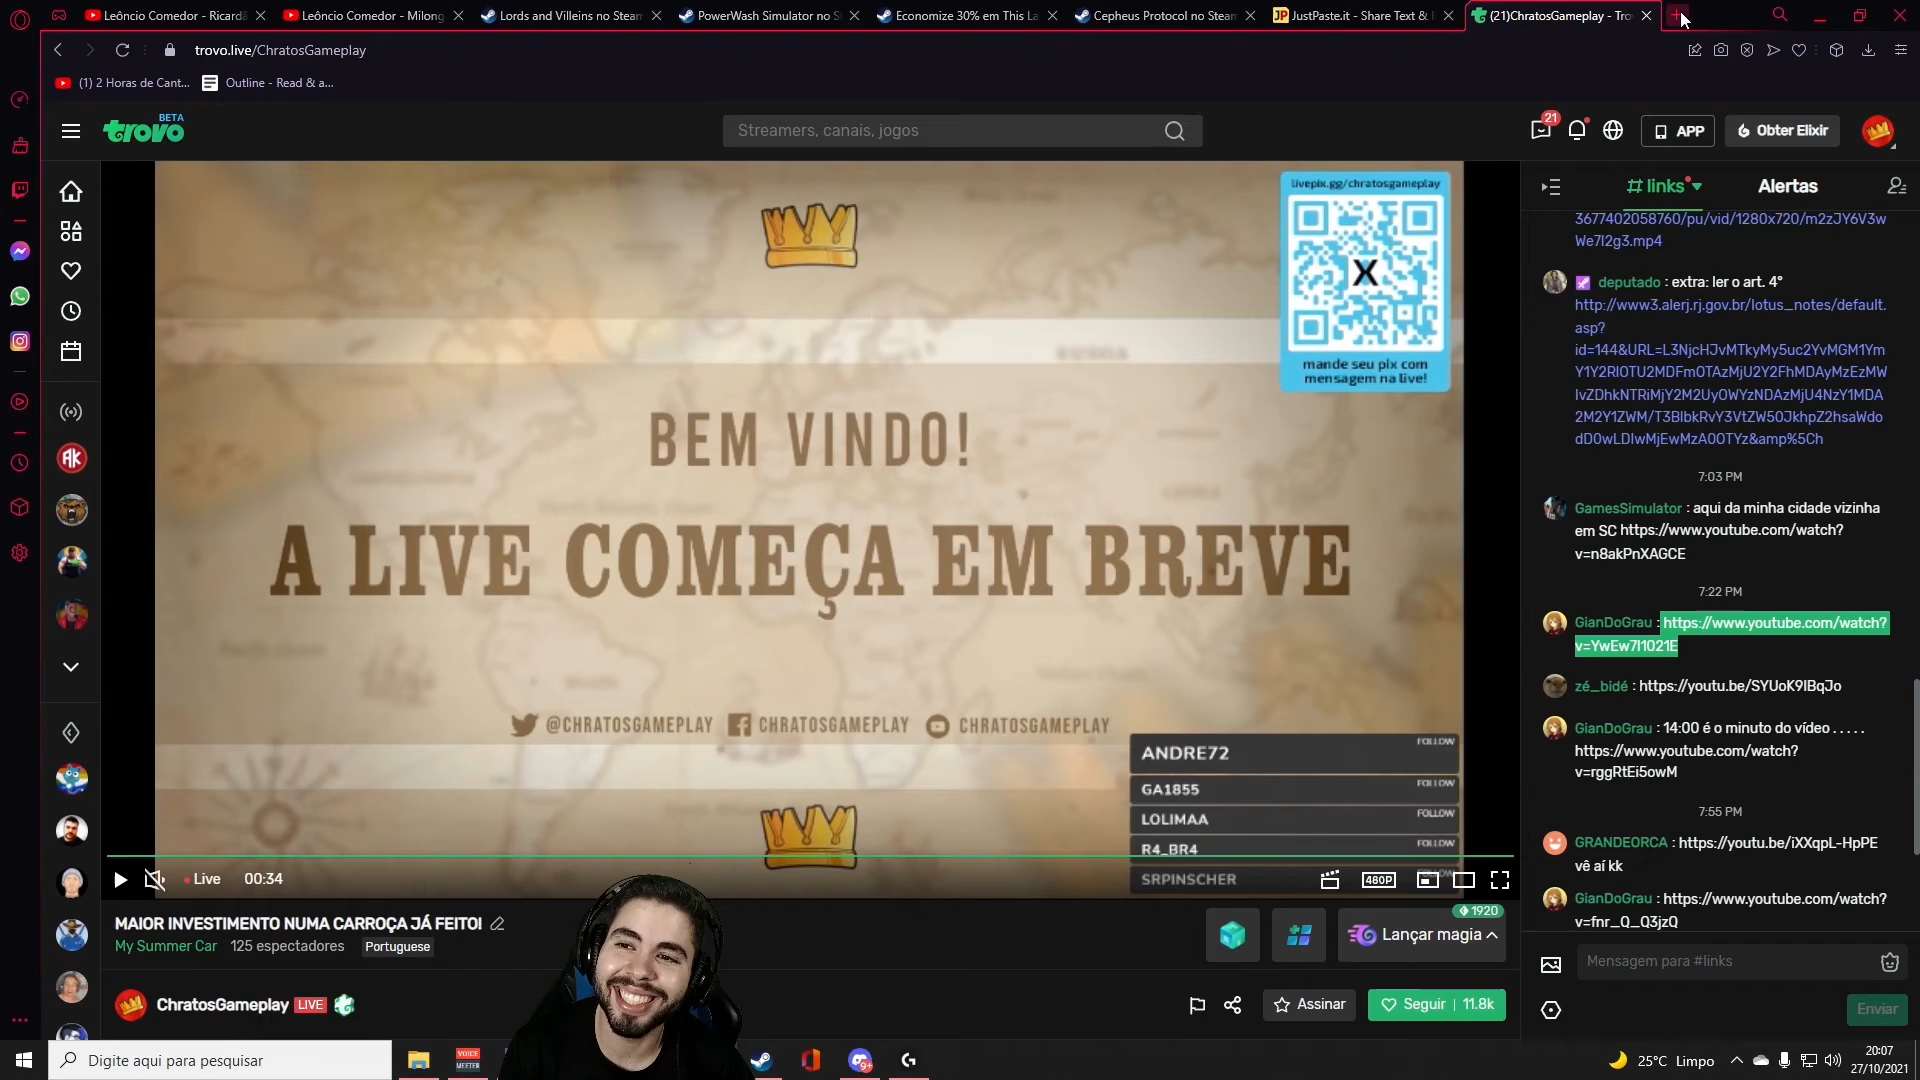 Leôncio Comedor - Ricardã
Leôncio Comedor - Milong
Lords and Villeins no Steam
PowerWash Simulator no S
Economize 30% em This La
Cepheus Protocol no Steam
JP JustPaste.it - Share Text & I
(21)ChratosGameplay - Tro
trovo.live/ChratosGameplay
(1) 2 Horas de Cant...
Outline - Read & a...
trovo BETA
Streamers, canais, jogos
21
APP
Obter Elixir
livepix.gg/chratosgameplay
X
mande seu pix com
mensagem na live!
BEM VINDO!
A LIVE COMEÇA EM BREVE
@CHRATOSGAMEPLAY CHRATOSGAMEPLAY CHRATOSGAMEPLAY
ANDRE72 FOLLOW
GA1855 FOLLOW
LOLIMAA FOLLOW
R4_BR4 FOLLOW
SRPINSCHER
Live 00:34
480P
MAIOR INVESTIMENTO NUMA CARROÇA JÁ FEITO!
My Summer Car 125 espectadores Portuguese
1920
Lançar magia
AK
ChratosGameplay LIVE
Assinar
Seguir | 11.8k
# links
Alertas
3677402058760/pu/vid/1280x720/m2zJY6V3w
We7l2g3.mp4
deputado : extra: ler o art. 4°
http://www3.alerj.rj.gov.br/lotus_notes/default.
asp?
id=144&URL=L3NjcHJvMTkyMy5uc2YvMGM1Ym
Y1Y2RlOTU2MDFmOTAzMjU2Y2FhMDAyMzEzMW
IvZDhkNTRiMjY2M2UyOWYzNDAzMjU4NzY1MDA
2M2Y1ZWM/T3BlbkRvY3VtZW50JkhpZ2hsaWdo
dD0wLDIwMjEwMzA0OTYz&amp%5Ch
7:03 PM
GamesSimulator : aqui da minha cidade vizinha
em SC https://www.youtube.com/watch?
v=n8akPnXAGCE
7:22 PM
GianDoGrau : https://www.youtube.com/watch?
v=YwEw7l1021E
zé_bidé : https://youtu.be/SYUoK9IBqJo
GianDoGrau : 14:00 é o minuto do vídeo . . . . .
https://www.youtube.com/watch?
v=rggRtEi5owM
7:55 PM
GRANDEORCA : https://youtu.be/iXXqpL-HpPE
vê aí kk
GianDoGrau : https://www.youtube.com/watch?
v=fnr_Q_Q3jzQ
Mensagem para #links
Enviar
Digite aqui para pesquisar
VOICE
MEETER
9+
25°C Limpo
20:07
27/10/2021